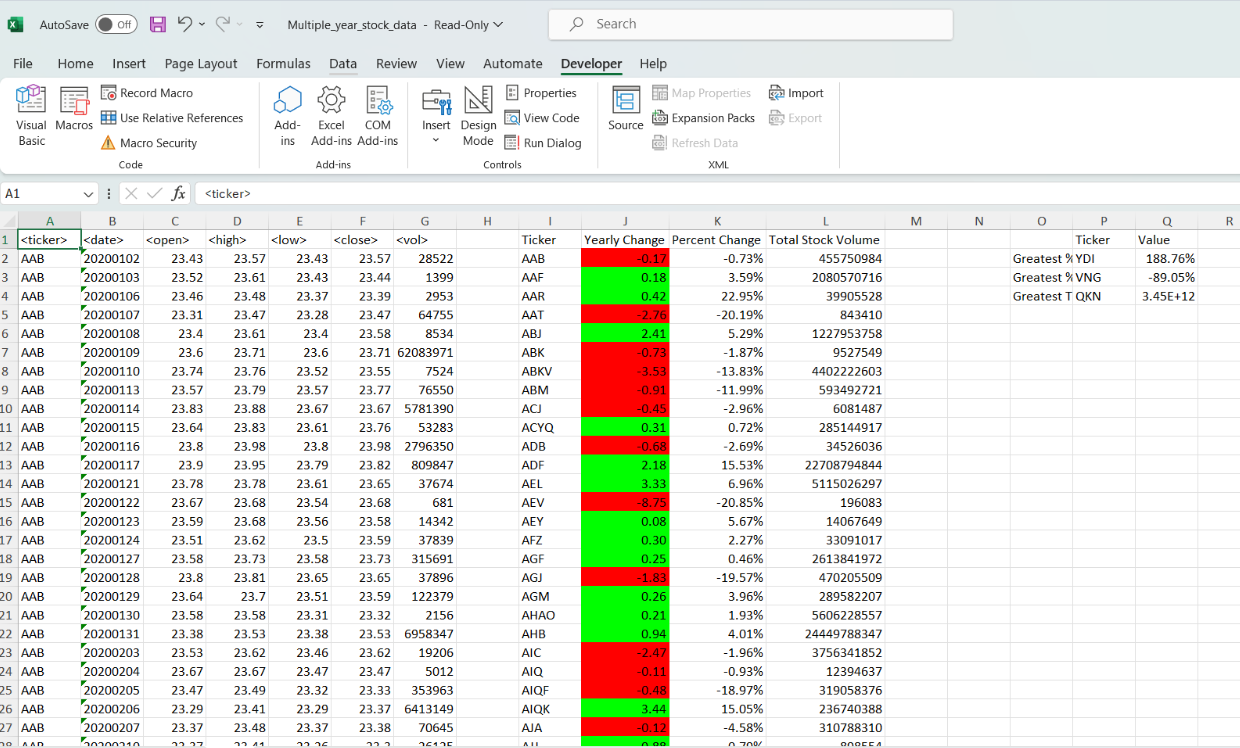 AutoSave Off Multiple_year_stock_data - Read-Only Search
File Home Insert Page Layout Formulas Data Review View Automate Developer Help
Visual Basic Macros Record Macro Use Relative References Macro Security Code
Add-ins Excel Add-ins COM Add-ins Add-ins
Insert Design Mode Properties View Code Run Dialog Controls
Source Map Properties Expansion Packs Refresh Data Import Export XML
A1 fx <ticker>
A B C D E F G H I J K L M N O P Q R
1 <ticker> <date> <open> <high> <low> <close> <vol> Ticker Yearly Change Percent Change Total Stock Volume Ticker Value
2 AAB 20200102 23.43 23.57 23.43 23.57 28522 AAB -0.17 -0.73% 455750984 Greatest % YDI 188.76%
3 AAB 20200103 23.52 23.61 23.43 23.44 1399 AAF 0.18 3.59% 2080570716 Greatest % VNG -89.05%
4 AAB 20200106 23.46 23.48 23.37 23.39 2953 AAR 0.42 22.95% 39905528 Greatest T QKN 3.45E+12
5 AAB 20200107 23.31 23.47 23.28 23.47 64755 AAT -2.76 -20.19% 843410
6 AAB 20200108 23.4 23.61 23.4 23.58 8534 ABJ 2.41 5.29% 1227953758
7 AAB 20200109 23.6 23.71 23.6 23.71 62083971 ABK -0.73 -1.87% 9527549
8 AAB 20200110 23.74 23.76 23.52 23.55 7524 ABKV -3.53 -13.83% 4402222603
9 AAB 20200113 23.57 23.79 23.57 23.77 76550 ABM -0.91 -11.99% 593492721
10 AAB 20200114 23.83 23.88 23.67 23.67 5781390 ACJ -0.45 -2.96% 6081487
11 AAB 20200115 23.64 23.83 23.61 23.76 53283 ACYQ 0.31 0.72% 285144917
12 AAB 20200116 23.8 23.98 23.8 23.98 2796350 ADB -0.68 -2.69% 34526036
13 AAB 20200117 23.9 23.95 23.79 23.82 809847 ADF 2.18 15.53% 22708794844
14 AAB 20200121 23.78 23.78 23.61 23.65 37674 AEL 3.33 6.96% 5115026297
15 AAB 20200122 23.67 23.68 23.54 23.68 681 AEV -8.75 -20.85% 196083
16 AAB 20200123 23.59 23.68 23.56 23.58 14342 AEY 0.08 5.67% 14067649
17 AAB 20200124 23.51 23.62 23.5 23.59 37839 AFZ 0.30 2.27% 33091017
18 AAB 20200127 23.58 23.73 23.58 23.73 315691 AGF 0.25 0.46% 2613841972
19 AAB 20200128 23.8 23.81 23.65 23.65 37896 AGJ -1.83 -19.57% 470205509
20 AAB 20200129 23.64 23.7 23.51 23.59 122379 AGM 0.26 3.96% 289582207
21 AAB 20200130 23.58 23.58 23.31 23.32 2156 AHAO 0.21 1.93% 5606228557
22 AAB 20200131 23.38 23.53 23.38 23.53 6958347 AHB 0.94 4.01% 24449788347
23 AAB 20200203 23.53 23.62 23.46 23.62 19206 AIC -2.47 -1.96% 3756341852
24 AAB 20200204 23.67 23.67 23.47 23.47 5012 AIQ -0.11 -0.93% 12394637
25 AAB 20200205 23.47 23.49 23.32 23.33 353963 AIQF -0.48 -18.97% 319058376
26 AAB 20200206 23.29 23.41 23.29 23.37 6413149 AIQK 3.44 15.05% 236740388
27 AAB 20200207 23.37 23.48 23.37 23.38 70645 AJA -0.12 -4.58% 310788310